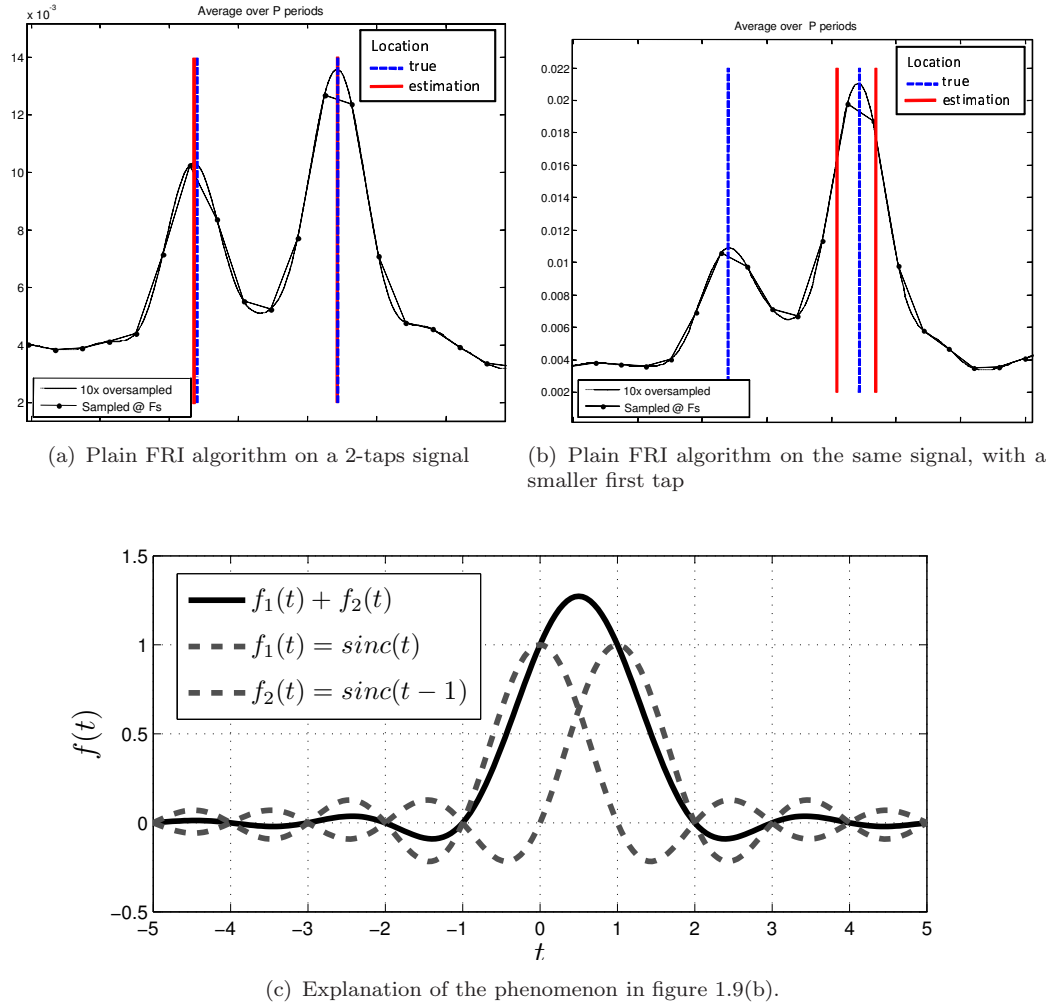 Average over P periods
x 10⁻³
14
12
10
8
6
4
2
Location
true
estimation
10x oversampled
Sampled @ Fs
(a) Plain FRI algorithm on a 2-taps signal
Average over P periods
0.022
0.02
0.018
0.016
0.014
0.012
0.01
0.008
0.006
0.004
0.002
Location
true
estimation
10x oversampled
Sampled @ Fs
(b) Plain FRI algorithm on the same signal, with a
smaller first tap
1.5
1
0.5
0
−0.5
f(t)
f₁(t) + f₂(t)
f₁(t) = sinc(t)
f₂(t) = sinc(t − 1)
−5 −4 −3 −2 −1 0 1 2 3 4 5
t
(c) Explanation of the phenomenon in figure 1.9(b).